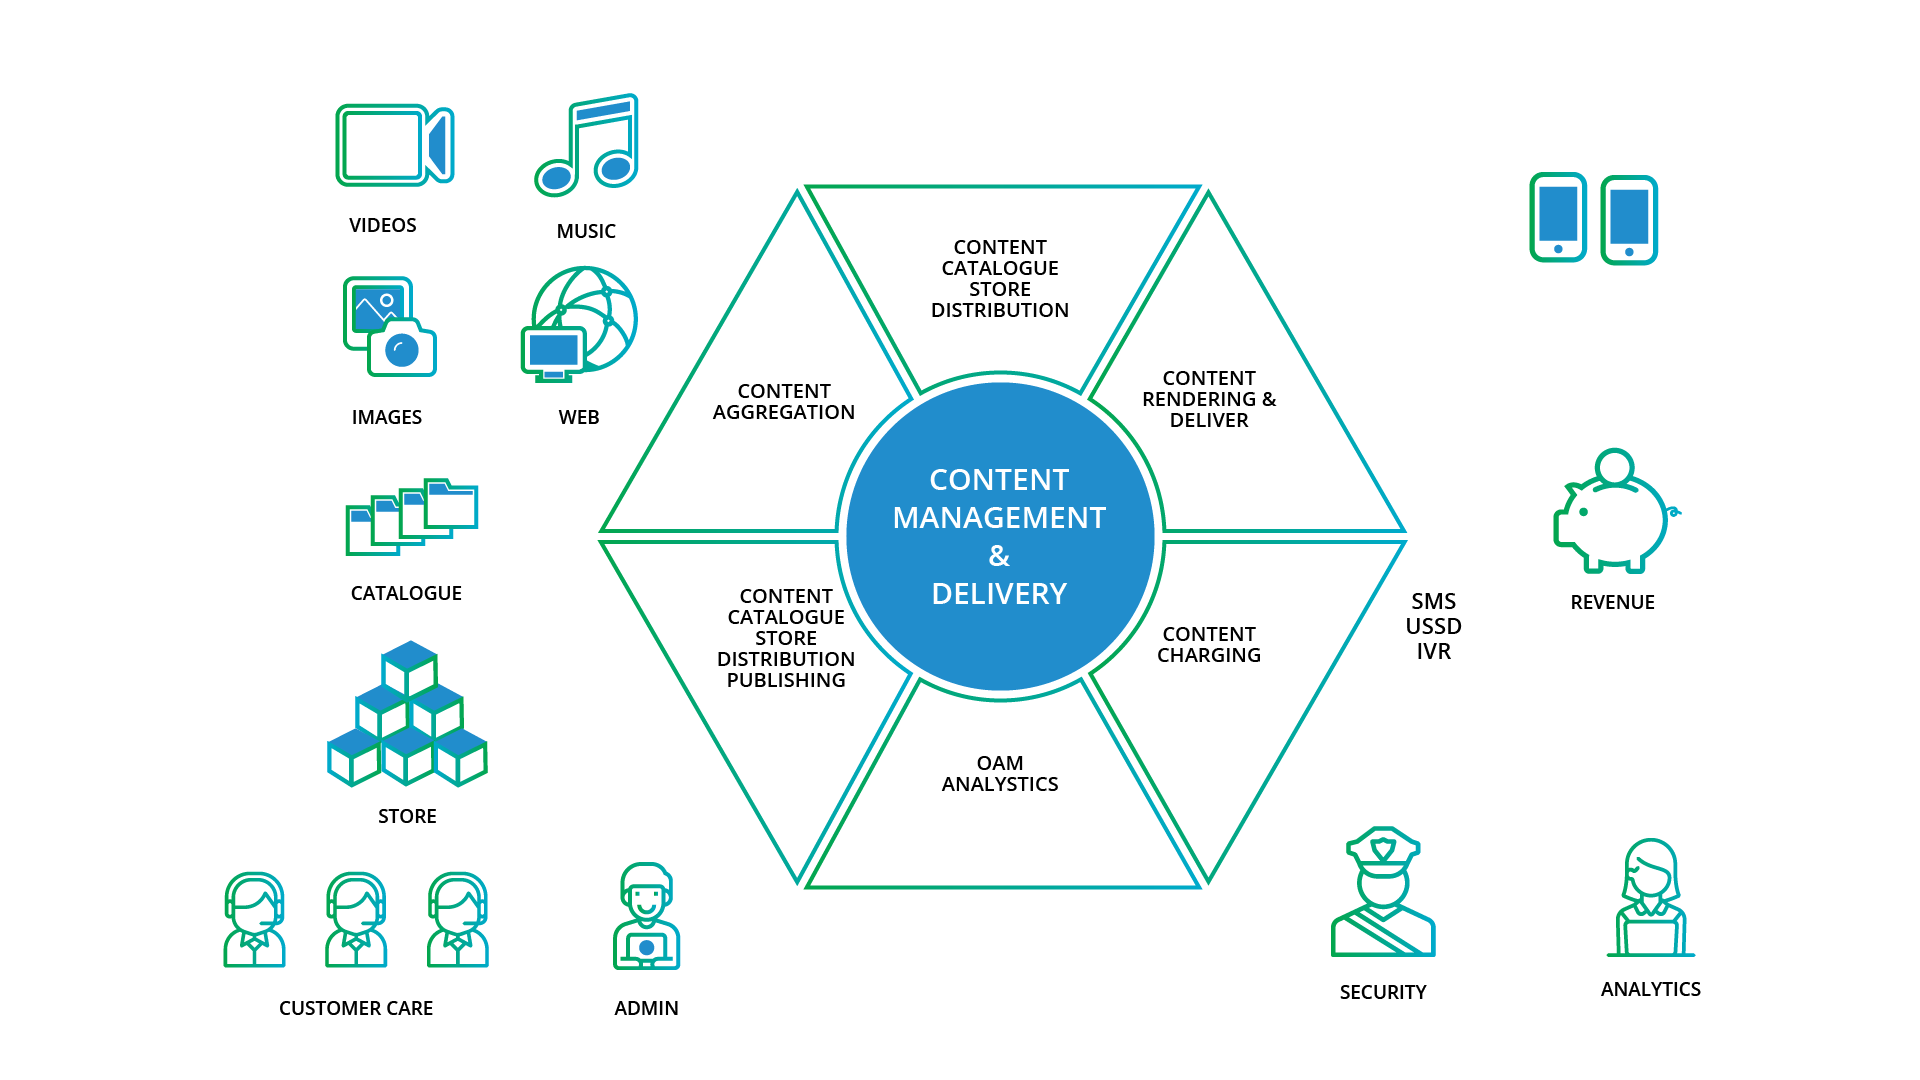 VIDEOS
MUSIC
IMAGES
WEB
CATALOGUE
STORE
CUSTOMER CARE
ADMIN
CONTENT
AGGREGATION
CONTENT
CATALOGUE
STORE
DISTRIBUTION
CONTENT
RENDERING &
DELIVER
CONTENT
MANAGEMENT
&
DELIVERY
CONTENT
CATALOGUE
STORE
DISTRIBUTION
PUBLISHING
OAM
ANALYSTICS
CONTENT
CHARGING
SMS
USSD
IVR
REVENUE
SECURITY
ANALYTICS